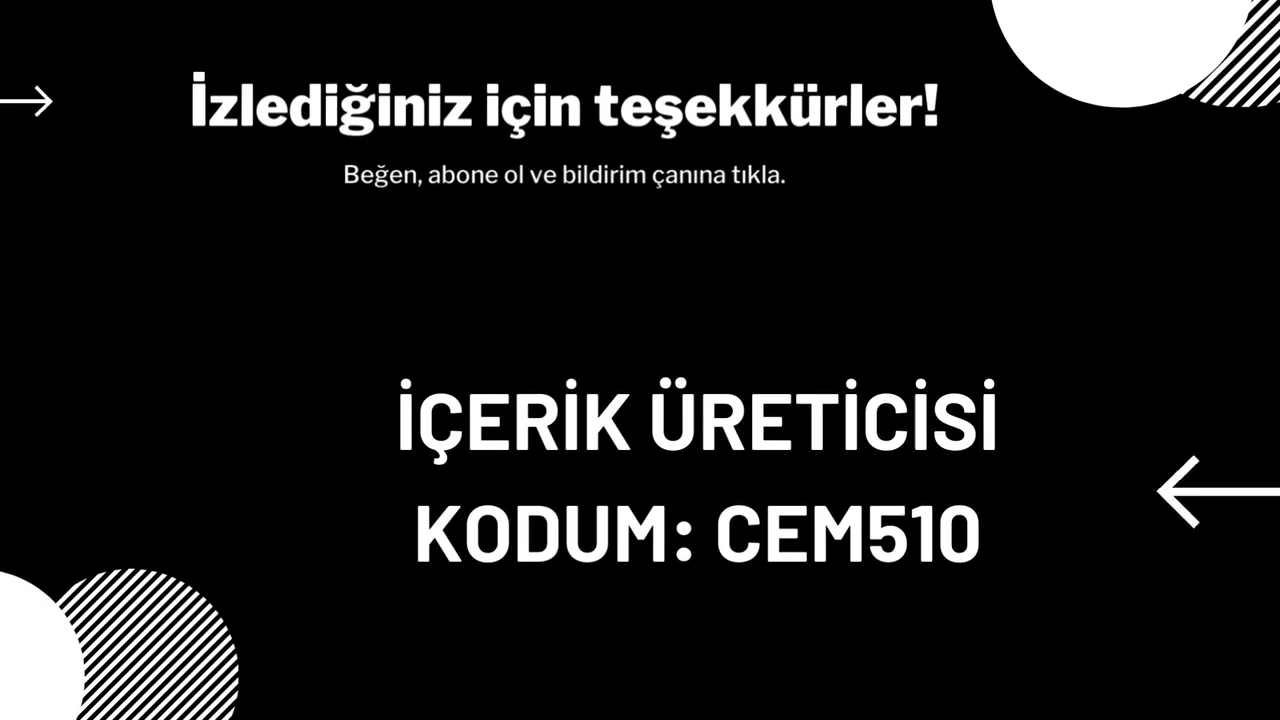 İzlediğiniz için teşekkürler!
Beğen, abone ol ve bildirim çanına tıkla.
İÇERİK ÜRETİCİSİ
KODUM: CEM510